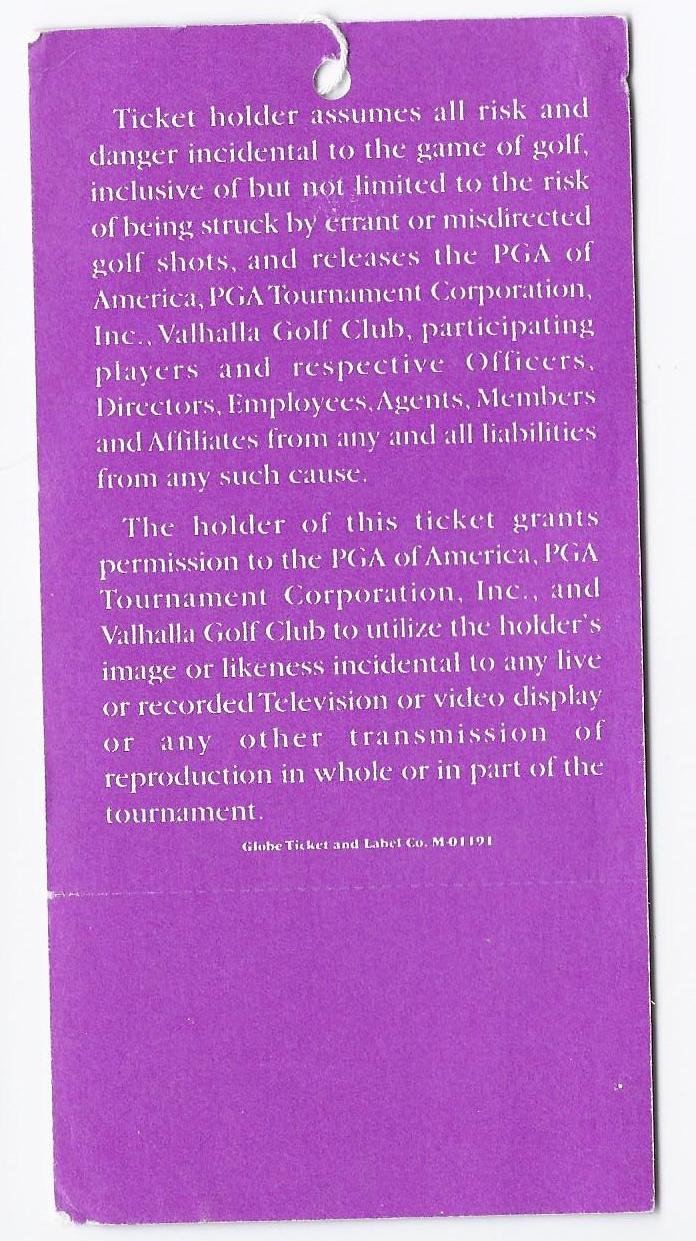 Ticket holder assumes all risk and
danger incidental to the game of golf,
inclusive of but not limited to the risk
of being struck by errant or misdirected
golf shots, and releases the PGA of
America, PGA Tournament Corporation,
Inc., Valhalla Golf Club, participating
players and respective Officers,
Directors, Employees, Agents, Members
and Affiliates from any and all liabilities
from any such cause.
The holder of this ticket grants
permission to the PGA of America, PGA
Tournament Corporation, Inc., and
Valhalla Golf Club to utilize the holder's
image or likeness incidental to any live
or recorded Television or video display
or any other transmission of
reproduction in whole or in part of the
tournament.
Globe Ticket and Label Co. M-01191